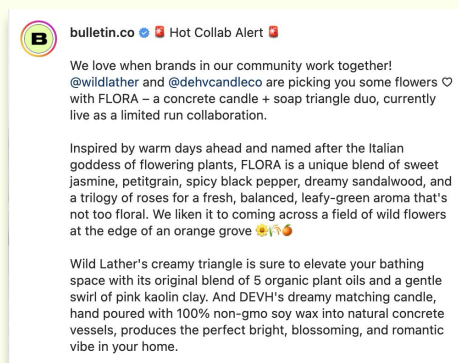 B
bulletin.co 🚨 Hot Collab Alert 🚨
We love when brands in our community work together!
@wildlather and @dehvcandleco are picking you some flowers ♡
with FLORA – a concrete candle + soap triangle duo, currently
live as a limited run collaboration.
Inspired by warm days ahead and named after the Italian
goddess of flowering plants, FLORA is a unique blend of sweet
jasmine, petitgrain, spicy black pepper, dreamy sandalwood, and
a trilogy of roses for a fresh, balanced, leafy-green aroma that's
not too floral. We liken it to coming across a field of wild flowers
at the edge of an orange grove 🌼🌾🍊
Wild Lather's creamy triangle is sure to elevate your bathing
space with its original blend of 5 organic plant oils and a gentle
swirl of pink kaolin clay. And DEVH's dreamy matching candle,
hand poured with 100% non-gmo soy wax into natural concrete
vessels, produces the perfect bright, blossoming, and romantic
vibe in your home.